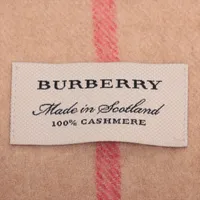 BURBERRY
Made in Scotland
100% CASHMERE